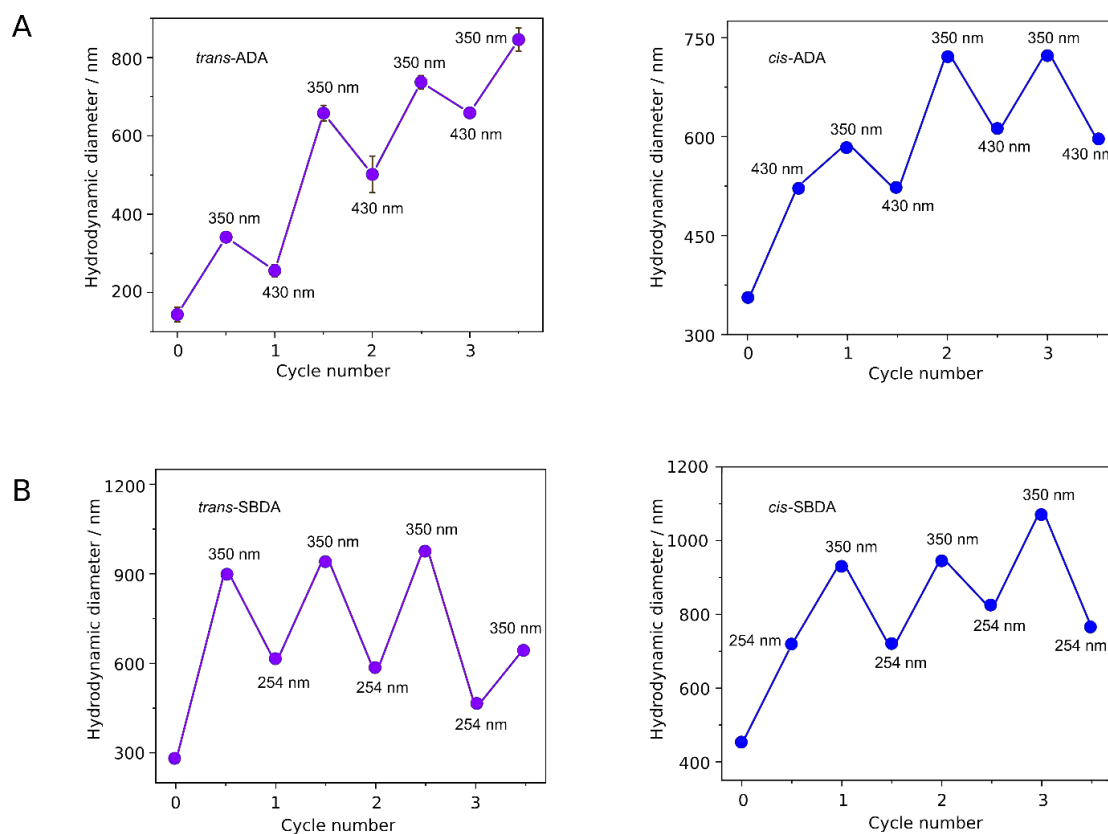 A
Hydrodynamic diameter / nm
800
600
400
200
trans-ADA
350 nm
430 nm
350 nm
430 nm
350 nm
430 nm
350 nm
0 1 2 3
Cycle number
Hydrodynamic diameter / nm
750
600
450
300
cis-ADA
430 nm
350 nm
430 nm
350 nm
430 nm
350 nm
430 nm
0 1 2 3
Cycle number
B
Hydrodynamic diameter / nm
1200
900
600
300
trans-SBDA
350 nm
254 nm
350 nm
254 nm
350 nm
254 nm
350 nm
0 1 2 3
Cycle number
Hydrodynamic diameter / nm
1200
1000
800
600
400
cis-SBDA
254 nm
350 nm
254 nm
350 nm
254 nm
350 nm
254 nm
0 1 2 3
Cycle number